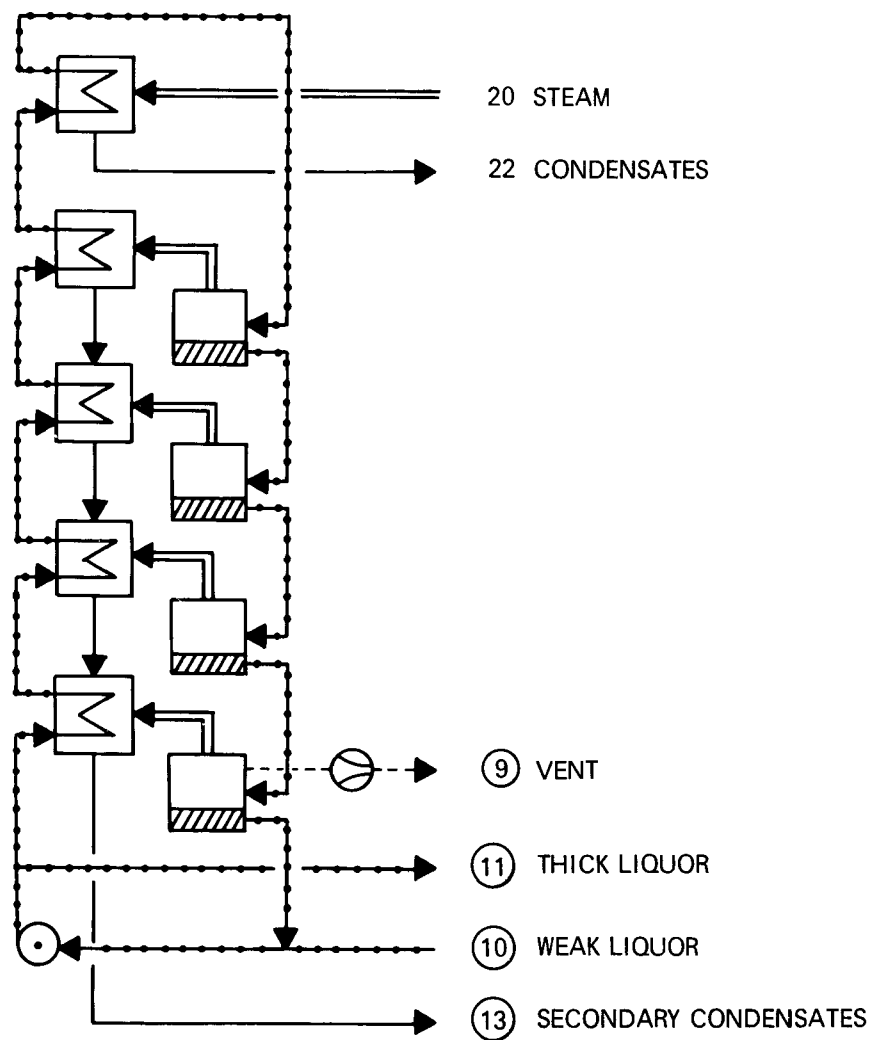 20 STEAM
22 CONDENSATES
9 VENT
11 THICK LIQUOR
10 WEAK LIQUOR
13 SECONDARY CONDENSATES